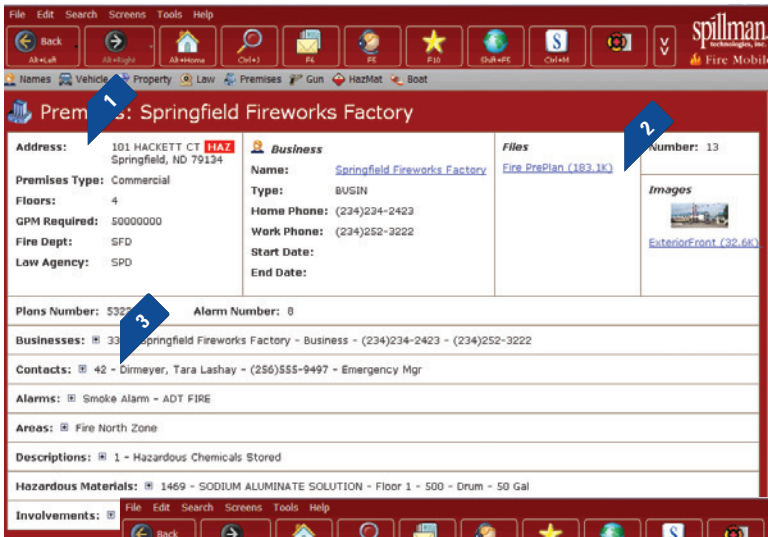 File Edit Search Screens Tools Help
Back
Alt+Left Alt+Right Alt+Home Ctrl+J F4 F5 F10 Shift+F5 Ctrl+M
S
spillman
technologies, inc.
Fire Mobil
Names Vehicle Property Law Premises Gun HazMat Boat
Prem s: Springfield Fireworks Factory
1
2
Address: 101 HACKETT CT HAZ
Springfield, ND 79134
Premises Type: Commercial
Floors: 4
GPM Required: 50000000
Fire Dept: SFD
Law Agency: SPD
Business
Name: Springfield Fireworks Factory
Type: BUSIN
Home Phone: (234)234-2423
Work Phone: (234)252-3222
Start Date:
End Date:
Files
Fire PrePlan (183.1K)
Number: 13
Images
ExteriorFront (32.6K)
Plans Number: 532 Alarm Number: 8
3
Businesses: 33 Springfield Fireworks Factory - Business - (234)234-2423 - (234)252-3222
Contacts: 42 - Dirmeyer, Tara Lashay - (256)555-9497 - Emergency Mgr
Alarms: Smoke Alarm - ADT FIRE
Areas: Fire North Zone
Descriptions: 1 - Hazardous Chemicals Stored
Hazardous Materials: 1469 - SODIUM ALUMINATE SOLUTION - Floor 1 - 500 - Drum - 50 Gal
Involvements:
File Edit Search Screens Tools Help
Back
S